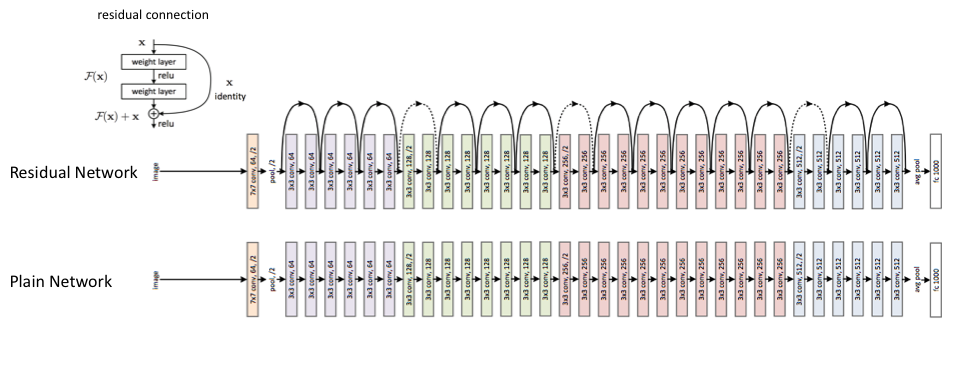 residual connection
x
weight layer
F(x)
relu
x
weight layer
identity
F(x) + x
relu
Residual Network
image
7x7 conv, 64, /2
pool, /2
3x3 conv, 64
3x3 conv, 64
3x3 conv, 64
3x3 conv, 64
3x3 conv, 64
3x3 conv, 64
3x3 conv, 128, /2
3x3 conv, 128
3x3 conv, 128
3x3 conv, 128
3x3 conv, 128
3x3 conv, 128
3x3 conv, 128
3x3 conv, 128
3x3 conv, 256, /2
3x3 conv, 256
3x3 conv, 256
3x3 conv, 256
3x3 conv, 256
3x3 conv, 256
3x3 conv, 256
3x3 conv, 256
3x3 conv, 256
3x3 conv, 256
3x3 conv, 256
3x3 conv, 256
3x3 conv, 512, /2
3x3 conv, 512
3x3 conv, 512
3x3 conv, 512
3x3 conv, 512
3x3 conv, 512
avg pool
fc 1000
Plain Network
image
7x7 conv, 64, /2
pool, /2
3x3 conv, 64
3x3 conv, 64
3x3 conv, 64
3x3 conv, 64
3x3 conv, 64
3x3 conv, 64
3x3 conv, 128, /2
3x3 conv, 128
3x3 conv, 128
3x3 conv, 128
3x3 conv, 128
3x3 conv, 128
3x3 conv, 128
3x3 conv, 128
3x3 conv, 256, /2
3x3 conv, 256
3x3 conv, 256
3x3 conv, 256
3x3 conv, 256
3x3 conv, 256
3x3 conv, 256
3x3 conv, 256
3x3 conv, 256
3x3 conv, 256
3x3 conv, 256
3x3 conv, 256
3x3 conv, 512, /2
3x3 conv, 512
3x3 conv, 512
3x3 conv, 512
3x3 conv, 512
3x3 conv, 512
avg pool
fc 1000